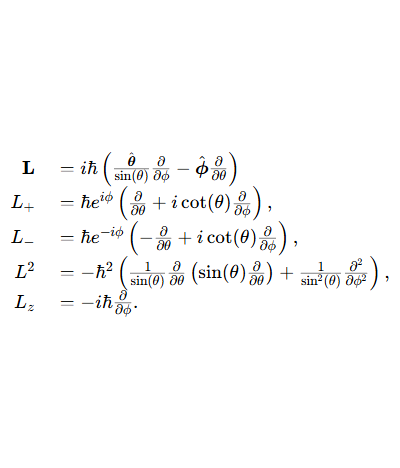 L = iħ ( θ̂/sin(θ) ∂/∂ϕ − ϕ̂ ∂/∂θ )
L₊ = ħe^{iϕ} ( ∂/∂θ + i cot(θ) ∂/∂ϕ ) ,
L₋ = ħe^{−iϕ} ( −∂/∂θ + i cot(θ) ∂/∂ϕ ) ,
L² = −ħ² ( 1/sin(θ) ∂/∂θ ( sin(θ) ∂/∂θ ) + 1/sin²(θ) ∂²/∂ϕ² ) ,
L_z = −iħ ∂/∂ϕ .